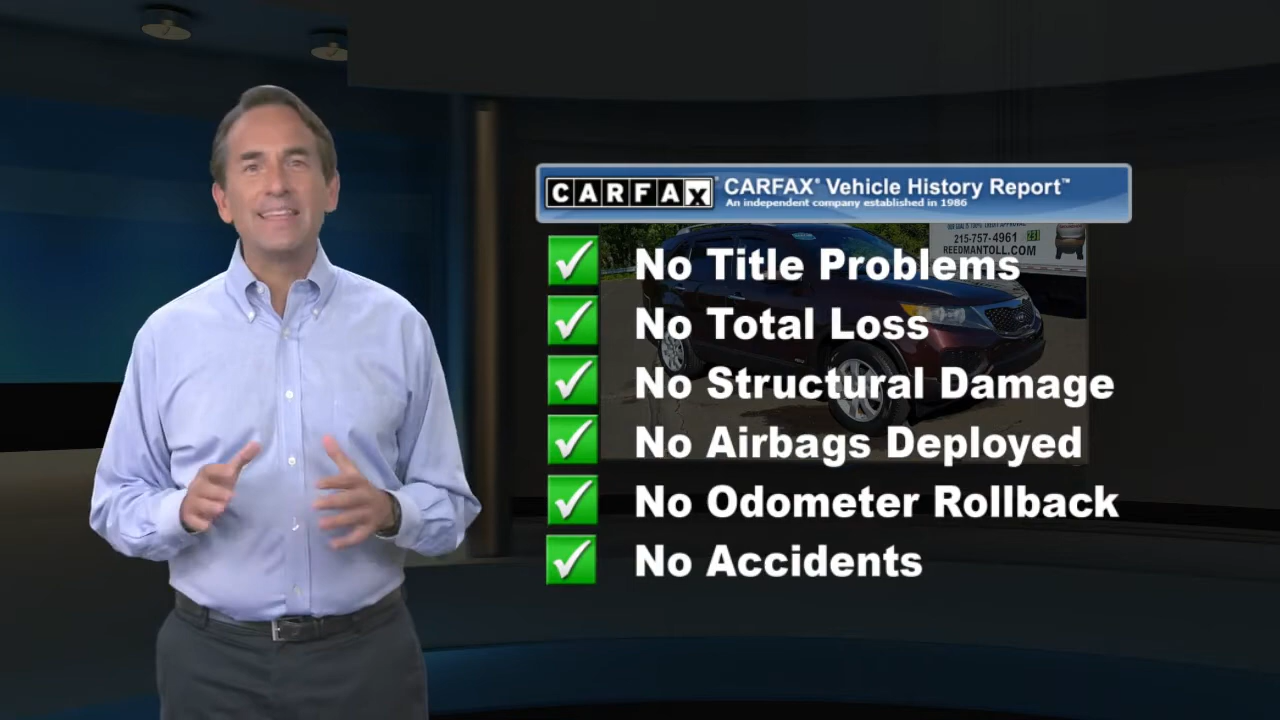 CARFAX
CARFAX® Vehicle History Report™
An independent company established in 1986
215-757-4961
REEDMANTOLL.COM
No Title Problems
No Total Loss
No Structural Damage
No Airbags Deployed
No Odometer Rollback
No Accidents